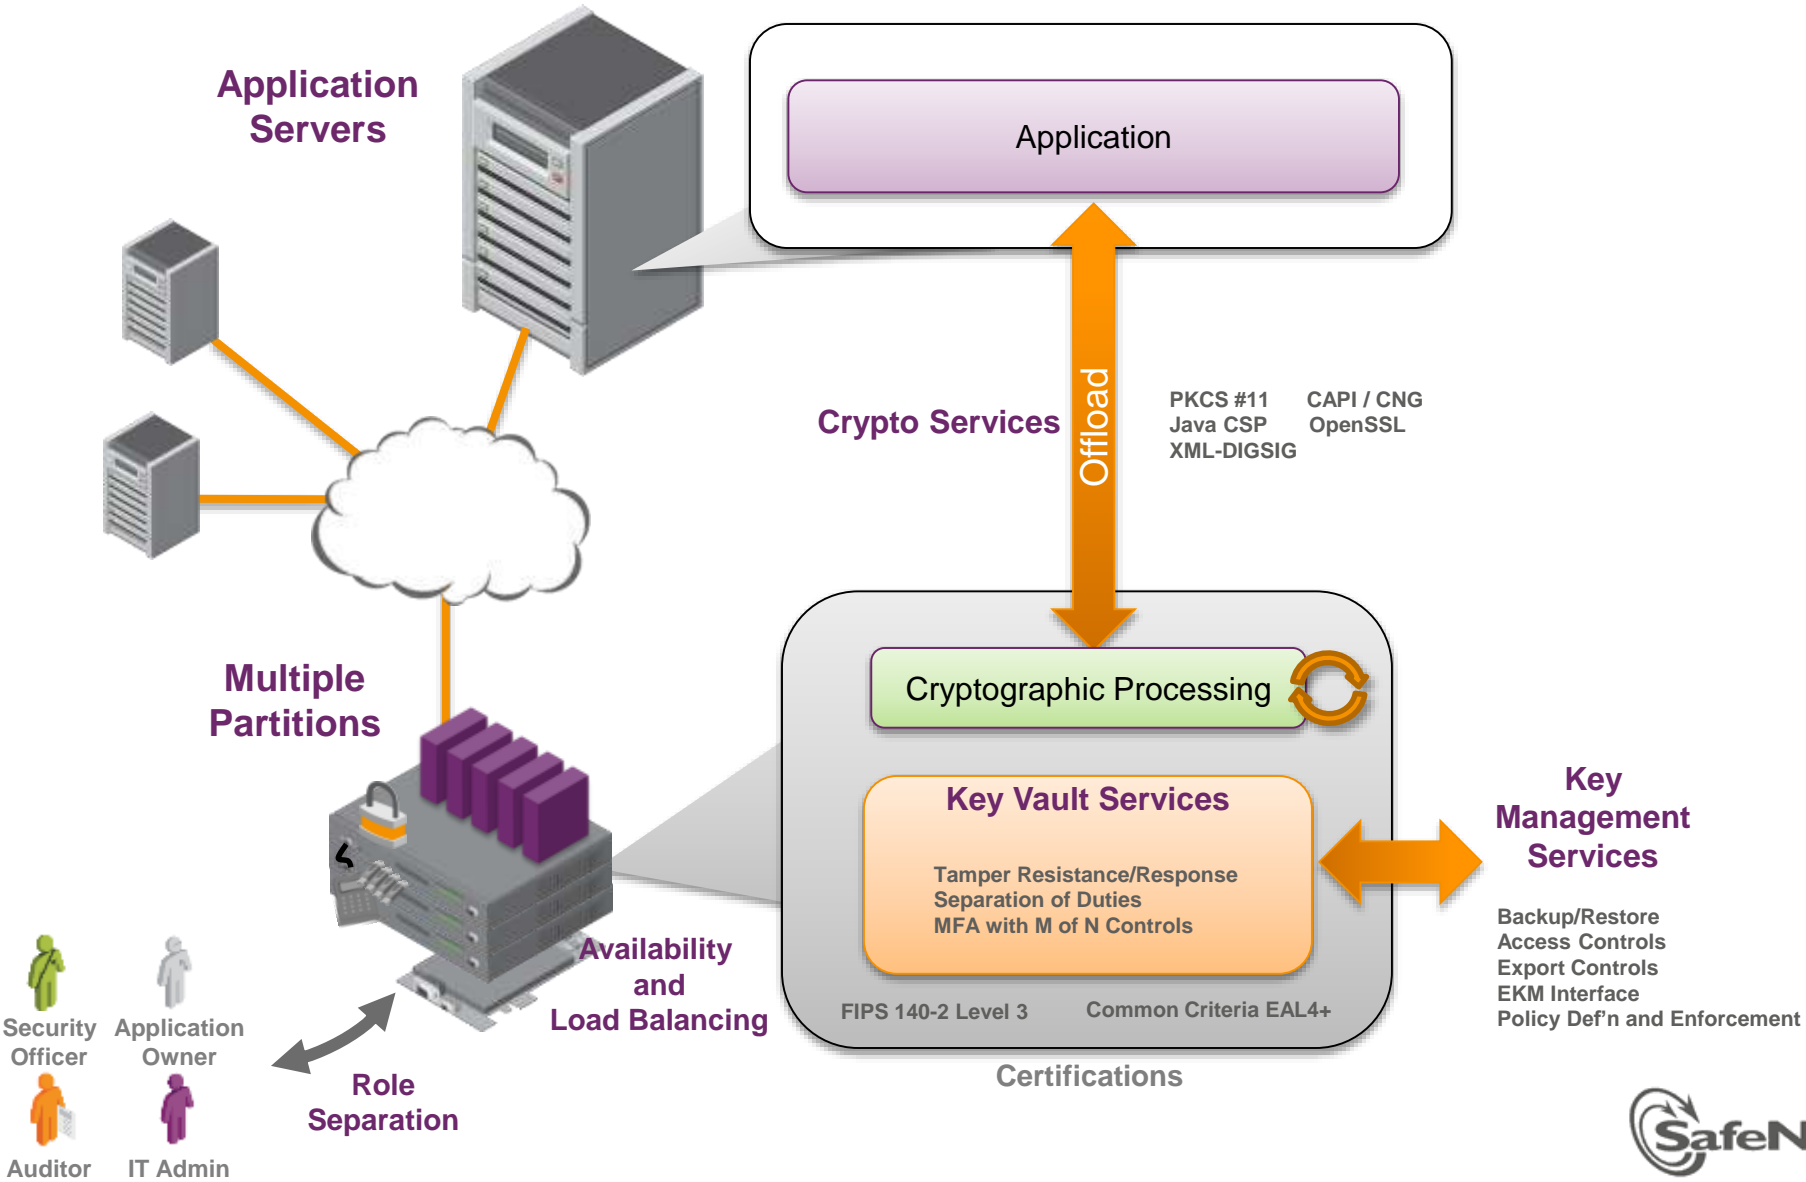 Application
Servers
Application
Offload
Crypto Services
PKCS #11 CAPI / CNG
Java CSP OpenSSL
XML-DIGSIG
Multiple
Partitions
Cryptographic Processing
Key Vault Services
Tamper Resistance/Response
Separation of Duties
MFA with M of N Controls
FIPS 140-2 Level 3 Common Criteria EAL4+
Certifications
Key
Management
Services
Backup/Restore
Access Controls
Export Controls
EKM Interface
Policy Def'n and Enforcement
Availability
and
Load Balancing
Role
Separation
Security
Officer
Application
Owner
Auditor
IT Admin
SafeN